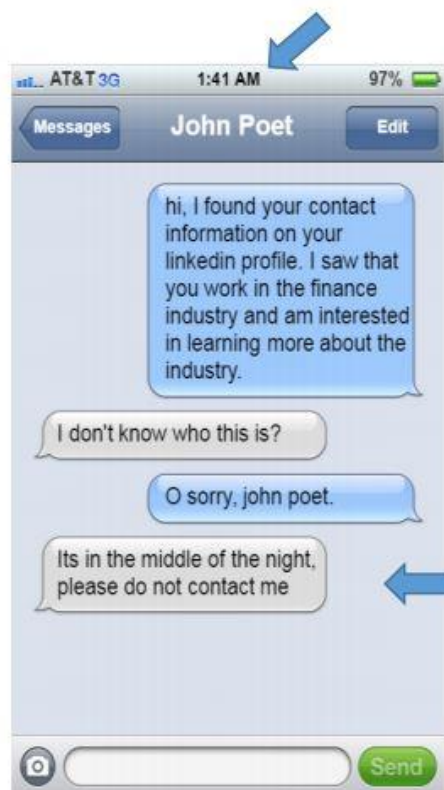 AT&T 3G 1:41 AM 97%
Messages John Poet Edit
hi, I found your contact
information on your
linkedin profile. I saw that
you work in the finance
industry and am interested
in learning more about the
industry.
I don't know who this is?
O sorry, john poet.
Its in the middle of the night,
please do not contact me
Send